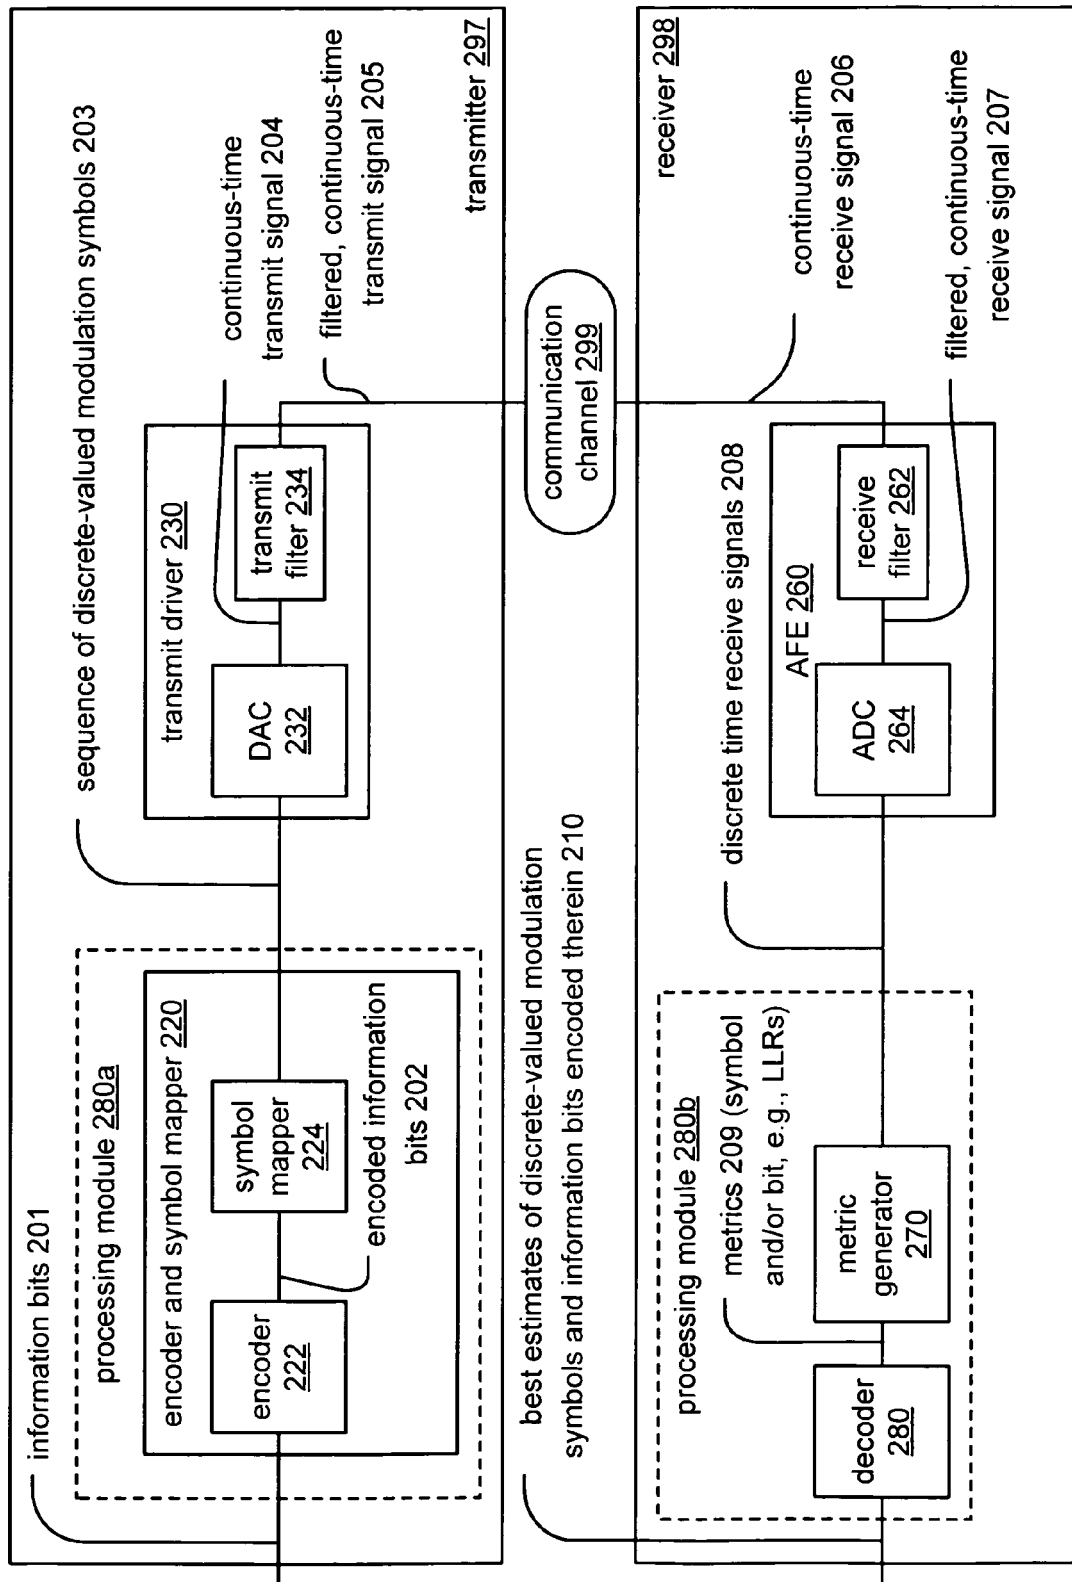 information bits 201
processing module 280a
encoder and symbol mapper 220
encoder
222
symbol
mapper
224
encoded information
bits 202
sequence of discrete-valued modulation symbols 203
transmit driver 230
DAC
232
transmit
filter 234
continuous-time
transmit signal 204
filtered, continuous-time
transmit signal 205
transmitter 297
communication
channel 299
best estimates of discrete-valued modulation
symbols and information bits encoded therein 210
processing module 280b
metrics 209 (symbol
and/or bit, e.g., LLRs)
decoder
280
metric
generator
270
discrete time receive signals 208
AFE 260
ADC
264
receive
filter 262
receiver 298
continuous-time
receive signal 206
filtered, continuous-time
receive signal 207